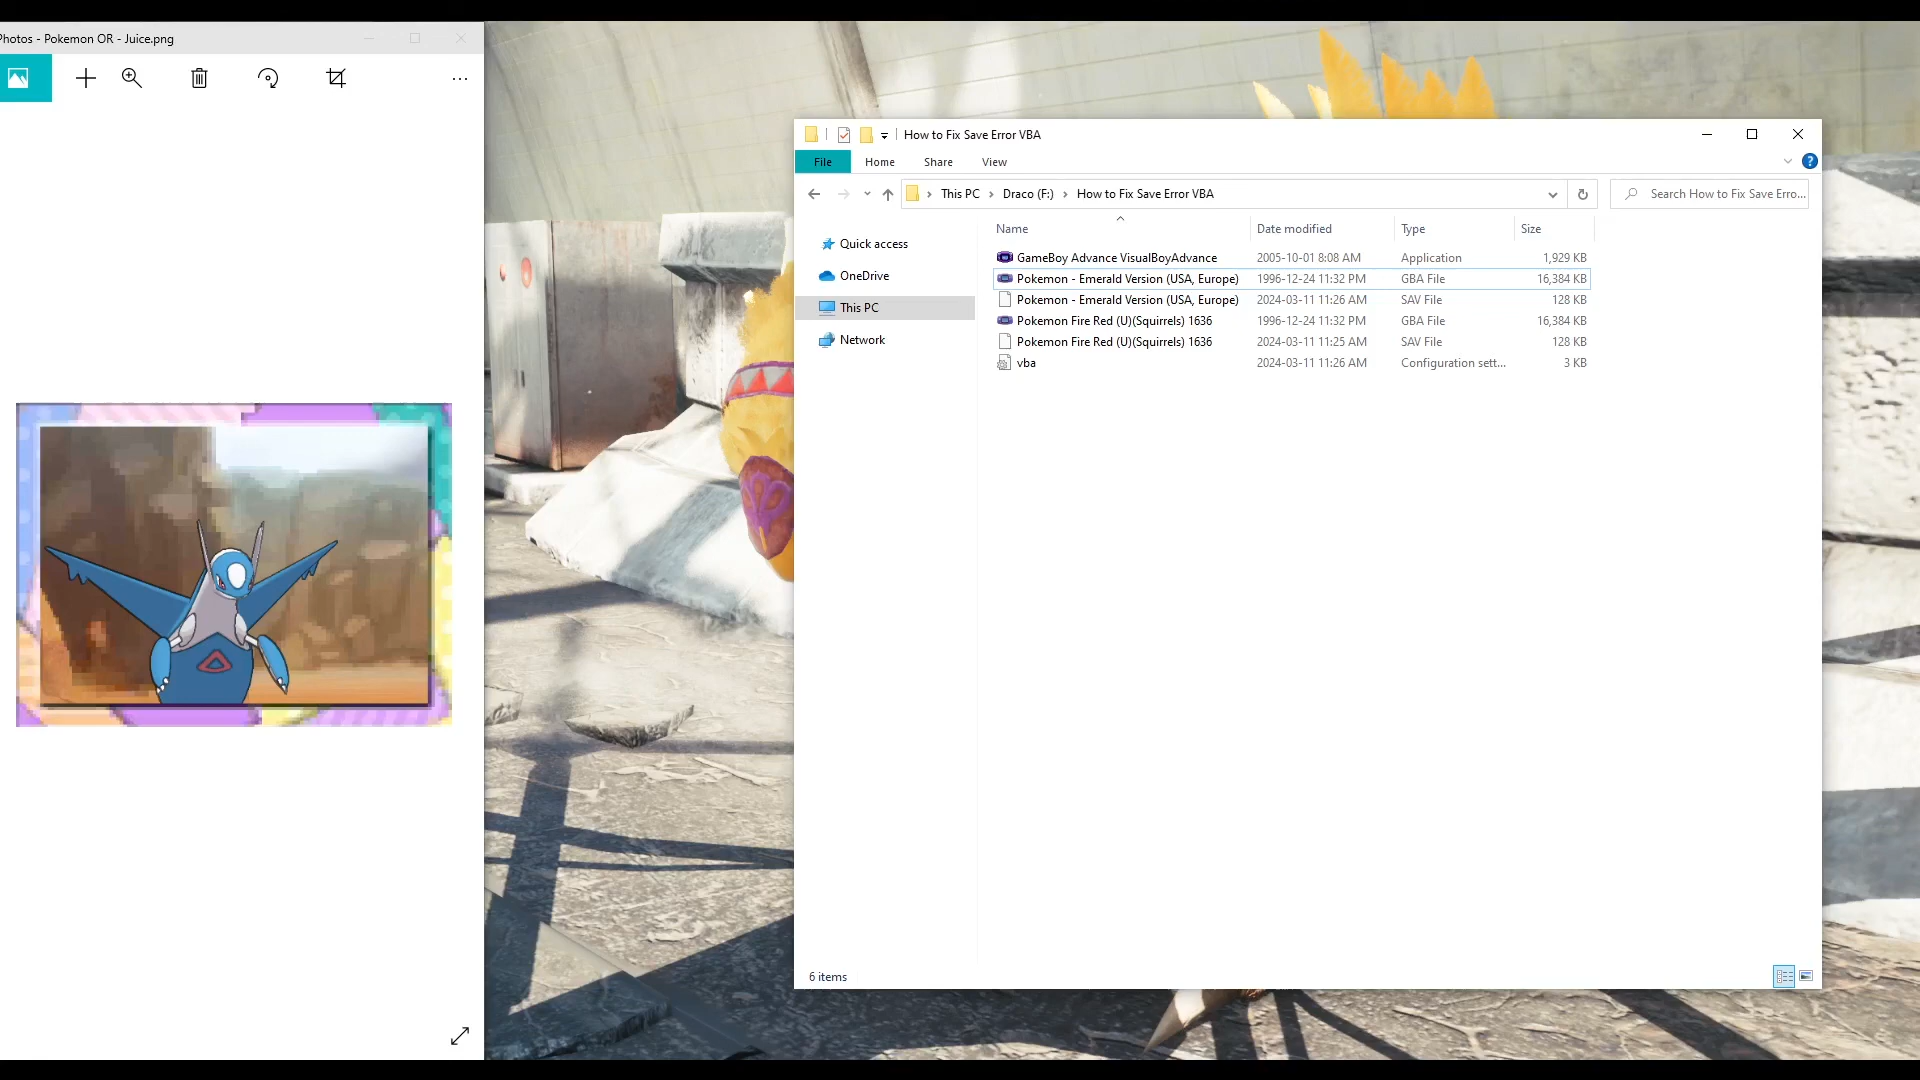 Photos - Pokemon OR - Juice.png
How to Fix Save Error VBA
File Home Share View
This PC Draco (F:) How to Fix Save Error VBA
Search How to Fix Save Erro...
Name Date modified Type Size
Quick access
OneDrive
This PC
Network
GameBoy Advance VisualBoyAdvance 2005-10-01 8:08 AM Application 1,929 KB
Pokemon - Emerald Version (USA, Europe) 1996-12-24 11:32 PM GBA File 16,384 KB
Pokemon - Emerald Version (USA, Europe) 2024-03-11 11:26 AM SAV File 128 KB
Pokemon Fire Red (U)(Squirrels) 1636 1996-12-24 11:32 PM GBA File 16,384 KB
Pokemon Fire Red (U)(Squirrels) 1636 2024-03-11 11:25 AM SAV File 128 KB
vba 2024-03-11 11:26 AM Configuration sett... 3 KB
6 items